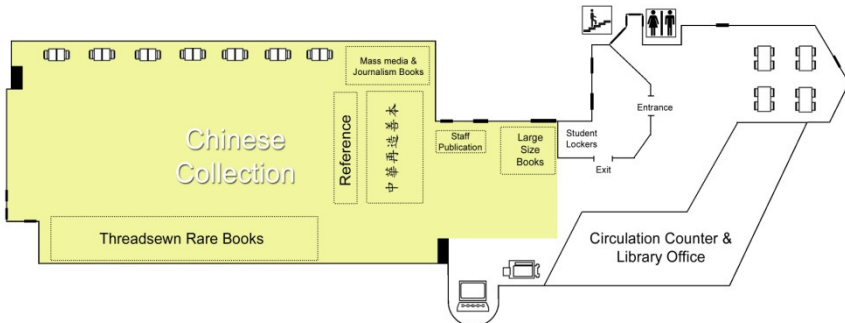 Mass media &
Journalism Books
Chinese
Collection
Reference
中華再造善本
Staff
Publication
Large
Size
Books
Student
Lockers
Entrance
Exit
Threadsewn Rare Books
Circulation Counter &
Library Office